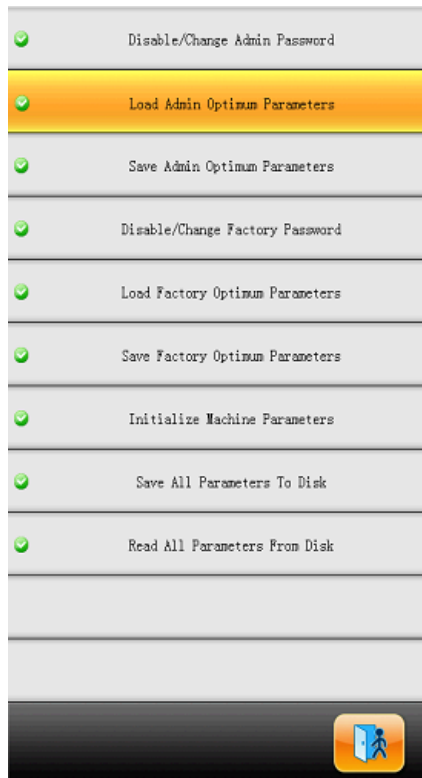 Disable/Change Admin Password
Load Admin Optimum Parameters
Save Admin Optimum Parameters
Disable/Change Factory Password
Load Factory Optimum Parameters
Save Factory Optimum Parameters
Initialize Machine Parameters
Save All Parameters To Disk
Read All Parameters From Disk